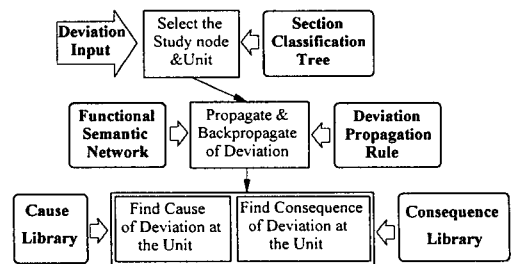 Deviation
Input
Select the
Study node
&Unit
Section
Classification
Tree
Functional
Semantic
Network
Propagate &
Backpropagate
of Deviation
Deviation
Propagation
Rule
Cause
Library
Find Cause
of Deviation at
the Unit
Find Consequence
of Deviation at
the Unit
Consequence
Library